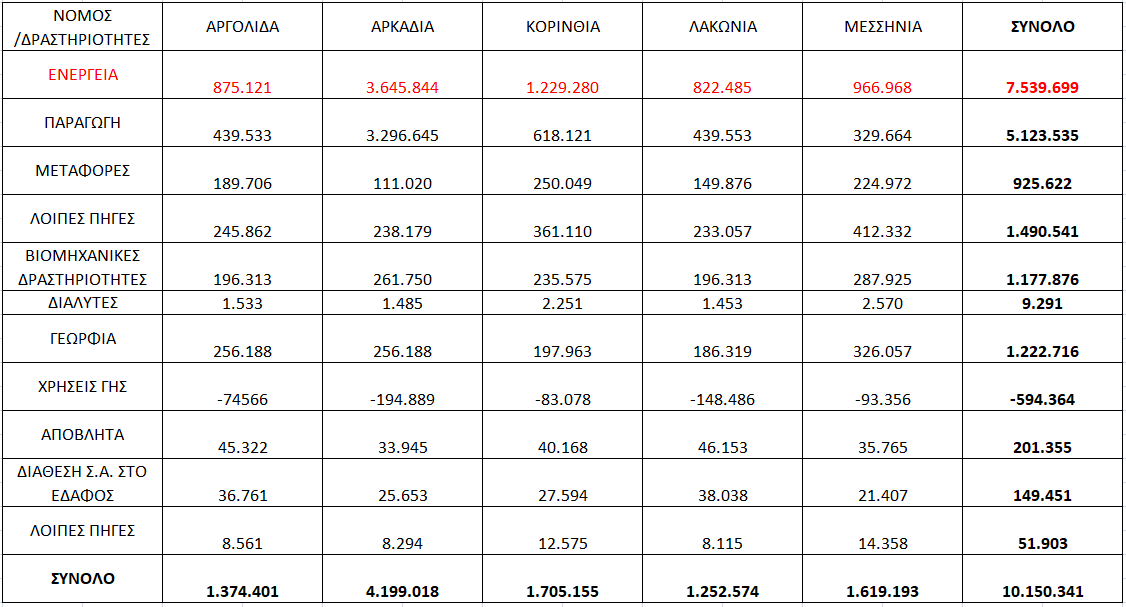 ΝΟΜΟΣ
/ΔΡΑΣΤΗΡΙΟΤΗΤΕΣ ΑΡΓΟΛΙΔΑ ΑΡΚΑΔΙΑ ΚΟΡΙΝΘΙΑ ΛΑΚΩΝΙΑ ΜΕΣΣΗΝΙΑ ΣΥΝΟΛΟ
ΕΝΕΡΓΕΙΑ 875.121 3.645.844 1.229.280 822.485 966.968 7.539.699
ΠΑΡΑΓΩΓΗ 439.533 3.296.645 618.121 439.553 329.664 5.123.535
ΜΕΤΑΦΟΡΕΣ 189.706 111.020 250.049 149.876 224.972 925.622
ΛΟΙΠΕΣ ΠΗΓΕΣ 245.862 238.179 361.110 233.057 412.332 1.490.541
ΒΙΟΜΗΧΑΝΙΚΕΣ
ΔΡΑΣΤΗΡΙΟΤΗΤΕΣ 196.313 261.750 235.575 196.313 287.925 1.177.876
ΔΙΑΛΥΤΕΣ 1.533 1.485 2.251 1.453 2.570 9.291
ΓΕΩΡΦΙΑ 256.188 256.188 197.963 186.319 326.057 1.222.716
ΧΡΗΣΕΙΣ ΓΗΣ -74566 -194.889 -83.078 -148.486 -93.356 -594.364
ΑΠΟΒΛΗΤΑ 45.322 33.945 40.168 46.153 35.765 201.355
ΔΙΑΘΕΣΗ Σ.Α. ΣΤΟ
ΕΔΑΦΟΣ 36.761 25.653 27.594 38.038 21.407 149.451
ΛΟΙΠΕΣ ΠΗΓΕΣ 8.561 8.294 12.575 8.115 14.358 51.903
ΣΥΝΟΛΟ 1.374.401 4.199.018 1.705.155 1.252.574 1.619.193 10.150.341